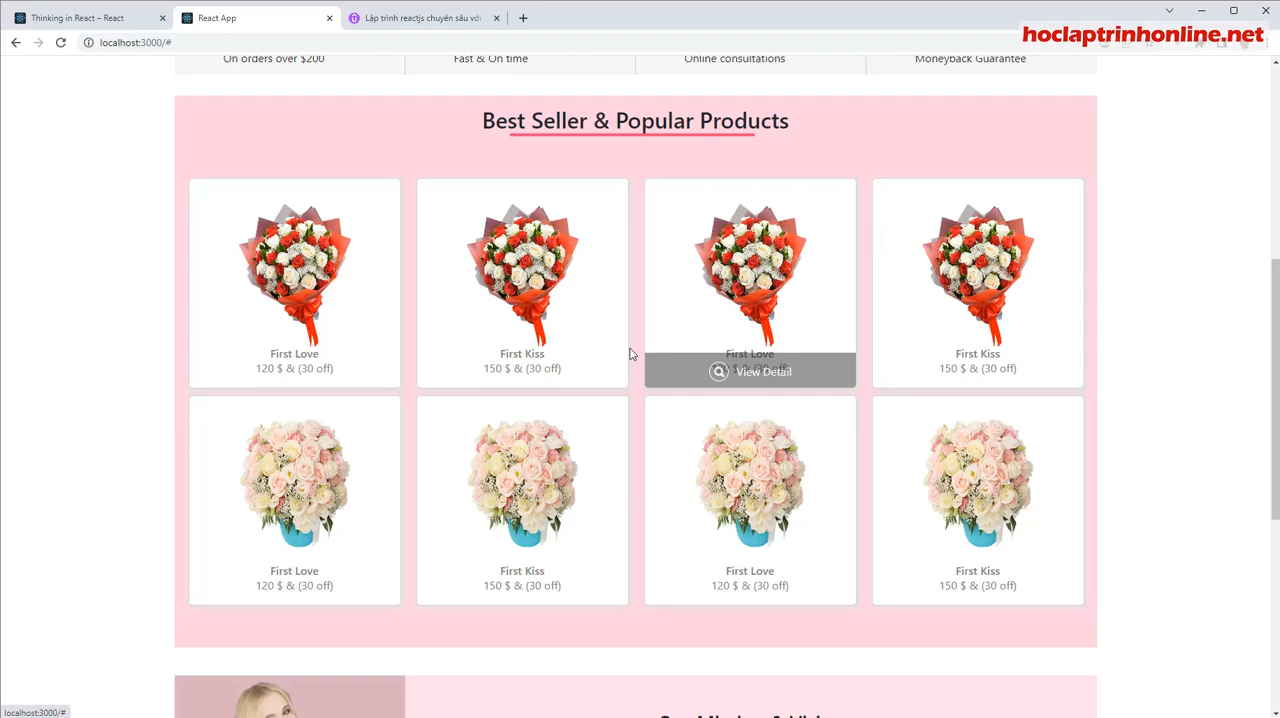 Thinking in React – React
React App
Lập trình reactjs chuyên sâu với
localhost:3000/#
hoclaptrinhonline.net
On orders over $200
Fast & On time
Online consultations
Moneyback Guarantee
Best Seller & Popular Products
First Love
120 $ & (30 off)
First Kiss
150 $ & (30 off)
First Love
View Detail
First Kiss
150 $ & (30 off)
First Love
120 $ & (30 off)
First Kiss
150 $ & (30 off)
First Love
120 $ & (30 off)
First Kiss
150 $ & (30 off)
localhost:3000/#